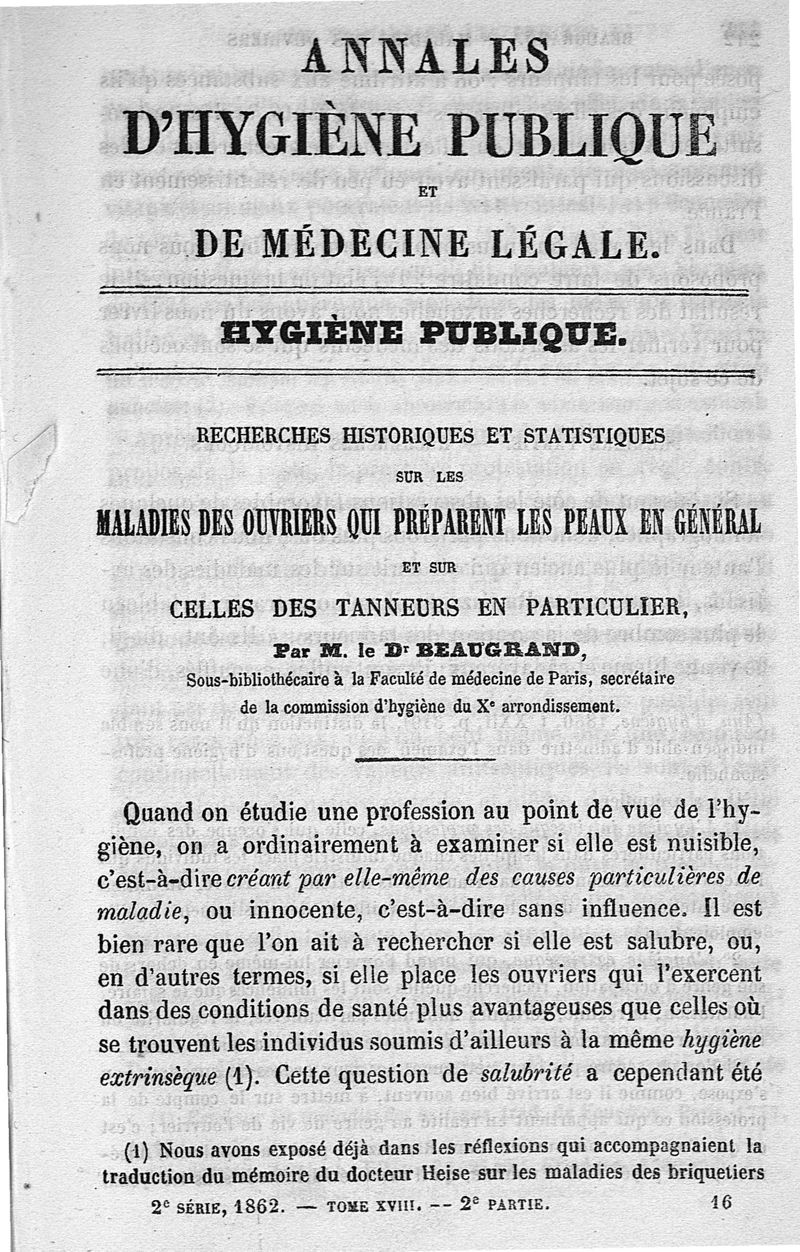 ANNALES
D'HYGIÈNE PUBLIQUE
ET
DE MÉDECINE LÉGALE.
HYGIÈNE PUBLIQUE.
RECHERCHES HISTORIQUES ET STATISTIQUES
SUR LES
MALADIES DES OUVRIERS QUI PRÉPARENT LES PEAUX EN GÉNÉRAL
ET SUR
CELLES DES TANNEURS EN PARTICULIER,
Par M. le Dr BEAUGRAND,
Sous-bibliothécaire à la Faculté de médecine de Paris, secrétaire
de la commission d'hygiène du Xe arrondissement.
Quand on étudie une profession au point de vue de l'hy-
giène, on a ordinairement à examiner si elle est nuisible,
c'est-à-dire créant par elle-même des causes particulières de
maladie, ou innocente, c'est-à-dire sans influence. Il est
bien rare que l'on ait à rechercher si elle est salubre, ou,
en d'autres termes, si elle place les ouvriers qui l'exercent
dans des conditions de santé plus avantageuses que celles où
se trouvent les individus soumis d'ailleurs à la même hygiène
extrinsèque (1). Cette question de salubrité a cependant été
(1) Nous avons exposé déjà dans les réflexions qui accompagnaient la
traduction du mémoire du docteur Heise sur les maladies des briquetiers
2e SÉRIE, 1862. — TOME XVIII. -- 2e PARTIE. 16